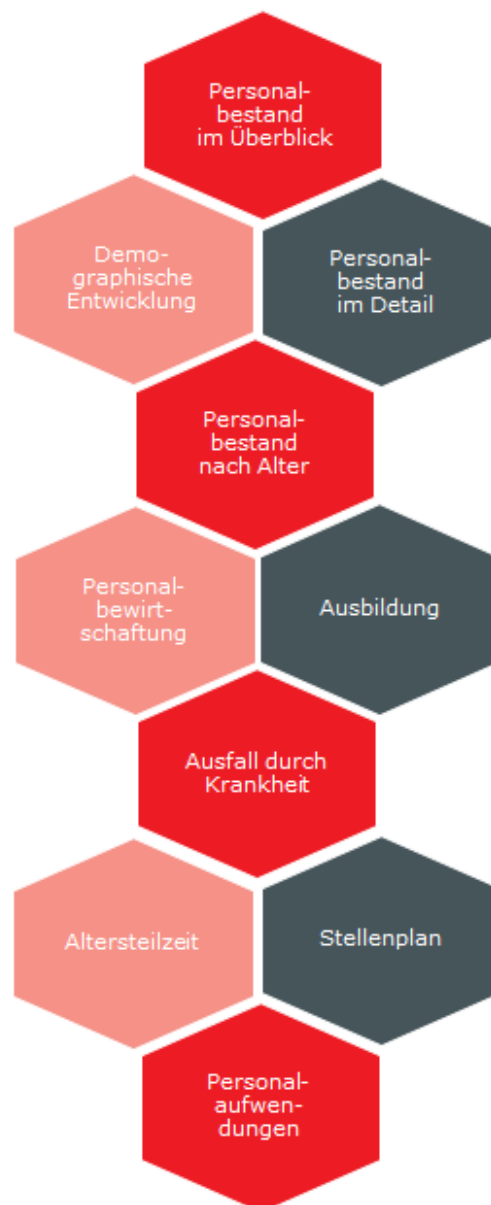 Personal-
bestand
im Überblick
Demo-
graphische
Entwicklung
Personal-
bestand
im Detail
Personal-
bestand
nach Alter
Personal-
bewirt-
schaftung
Ausbildung
Ausfall durch
Krankheit
Altersteilzeit
Stellenplan
Personal-
aufwen-
dungen